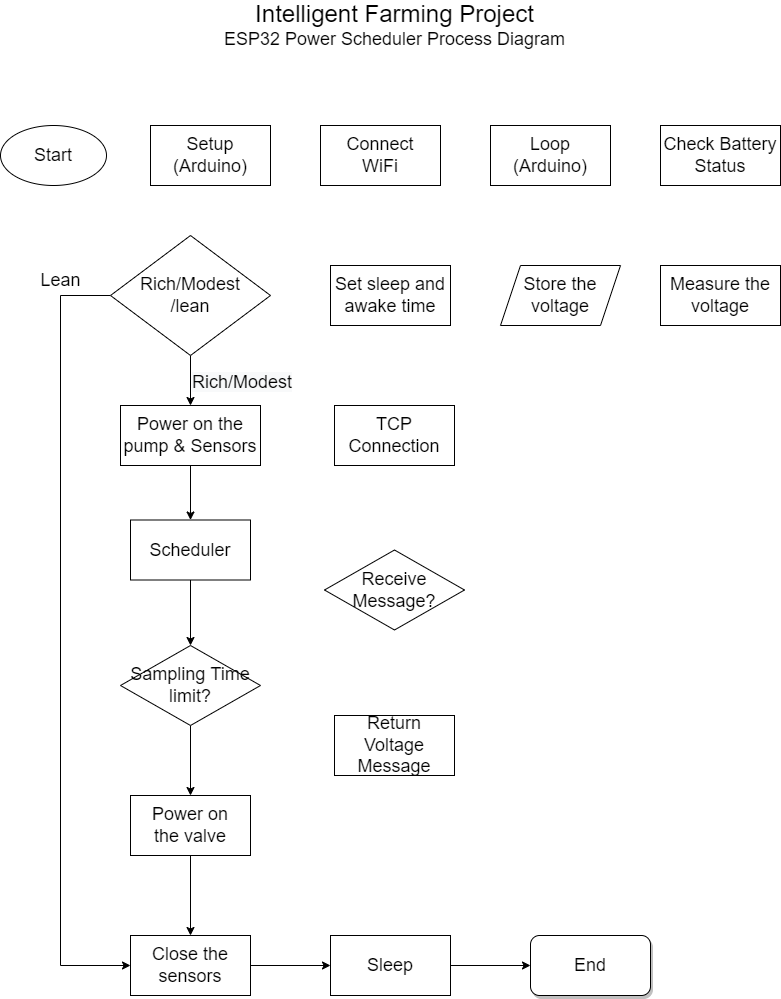 Intelligent Farming Project
ESP32 Power Scheduler Process Diagram
Start
Setup
(Arduino)
Connect
WiFi
Loop
(Arduino)
Check Battery
Status
Lean
Rich/Modest
/lean
Set sleep and
awake time
Store the
voltage
Measure the
voltage
Rich/Modest
Power on the
pump & Sensors
TCP
Connection
Scheduler
Receive
Message?
Sampling Time
limit?
Return
Voltage
Message
Power on
the valve
Close the
sensors
Sleep
End